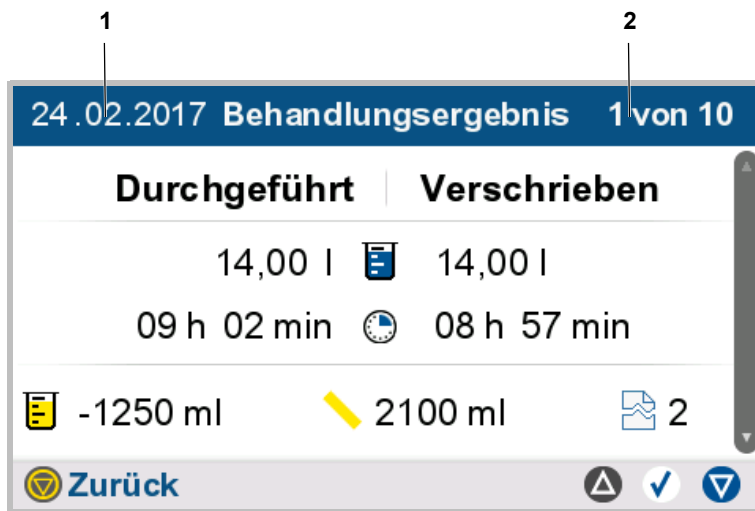 1 2
24.02.2017 Behandlungsergebnis 1 von 10
Durchgeführt Verschrieben
14,00 l 14,00 l
09 h 02 min 08 h 57 min
-1250 ml 2100 ml 2
Zurück